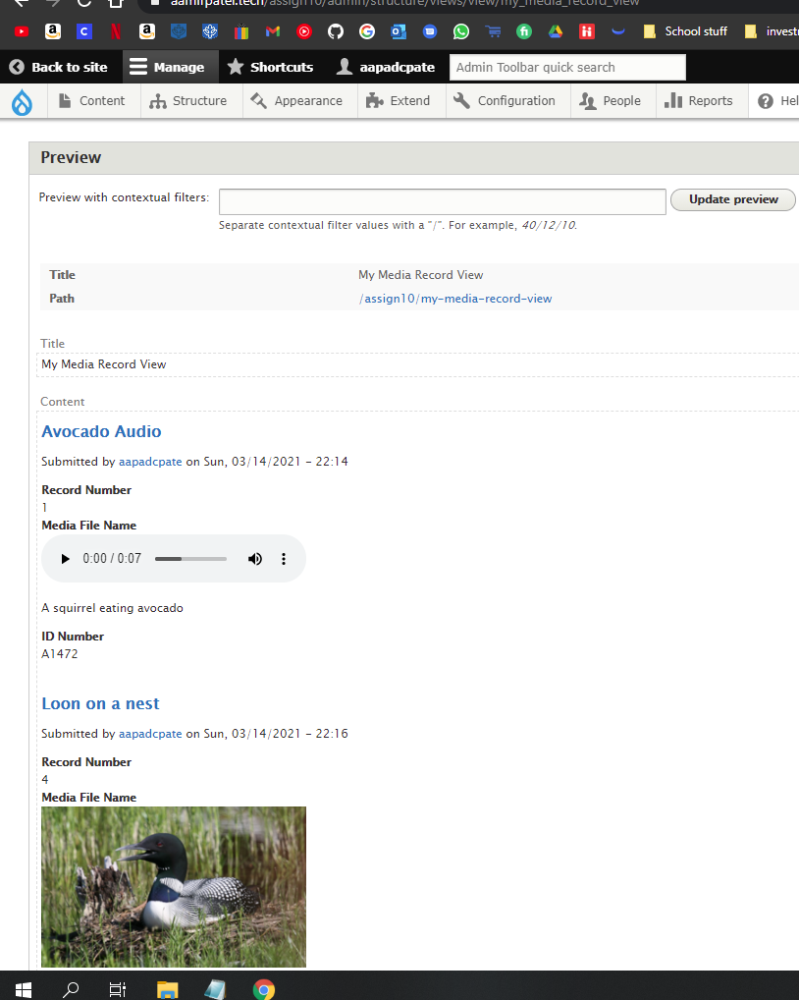 aamirpatel.tech/assign10/admin/structure/views/view/my_media_record_view
School stuff
invest
Back to site
Manage
Shortcuts
aapadcpate
Admin Toolbar quick search
Content
Structure
Appearance
Extend
Configuration
People
Reports
Hel
Preview
Preview with contextual filters:
Update preview
Separate contextual filter values with a "/". For example, 40/12/10.
Title My Media Record View
Path /assign10/my-media-record-view
Title
My Media Record View
Content
Avocado Audio
Submitted by aapadcpate on Sun, 03/14/2021 - 22:14
Record Number
1
Media File Name
0:00 / 0:07
A squirrel eating avocado
ID Number
A1472
Loon on a nest
Submitted by aapadcpate on Sun, 03/14/2021 - 22:16
Record Number
4
Media File Name